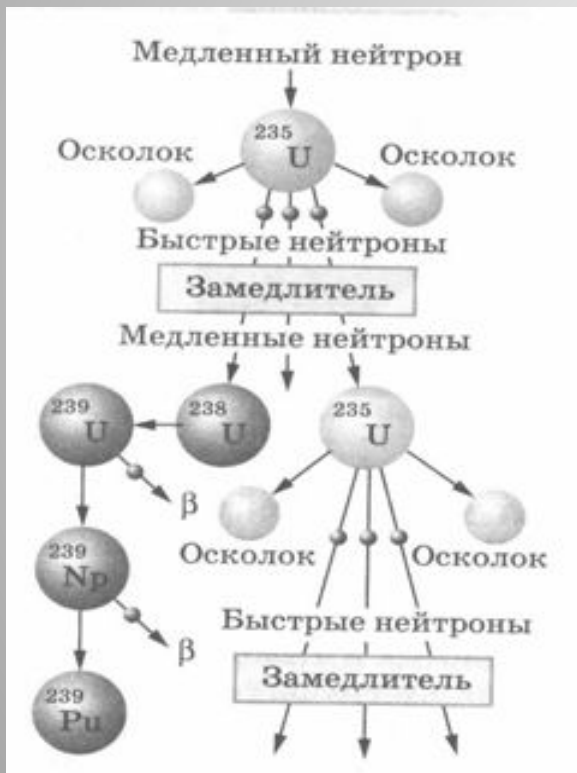 Медленный нейтрон
235
U
Осколок
Осколок
Быстрые нейтроны
Замедлитель
Медленные нейтроны
239
U
238
U
235
U
β
Осколок
Осколок
239
Np
β
Быстрые нейтроны
Замедлитель
239
Pu